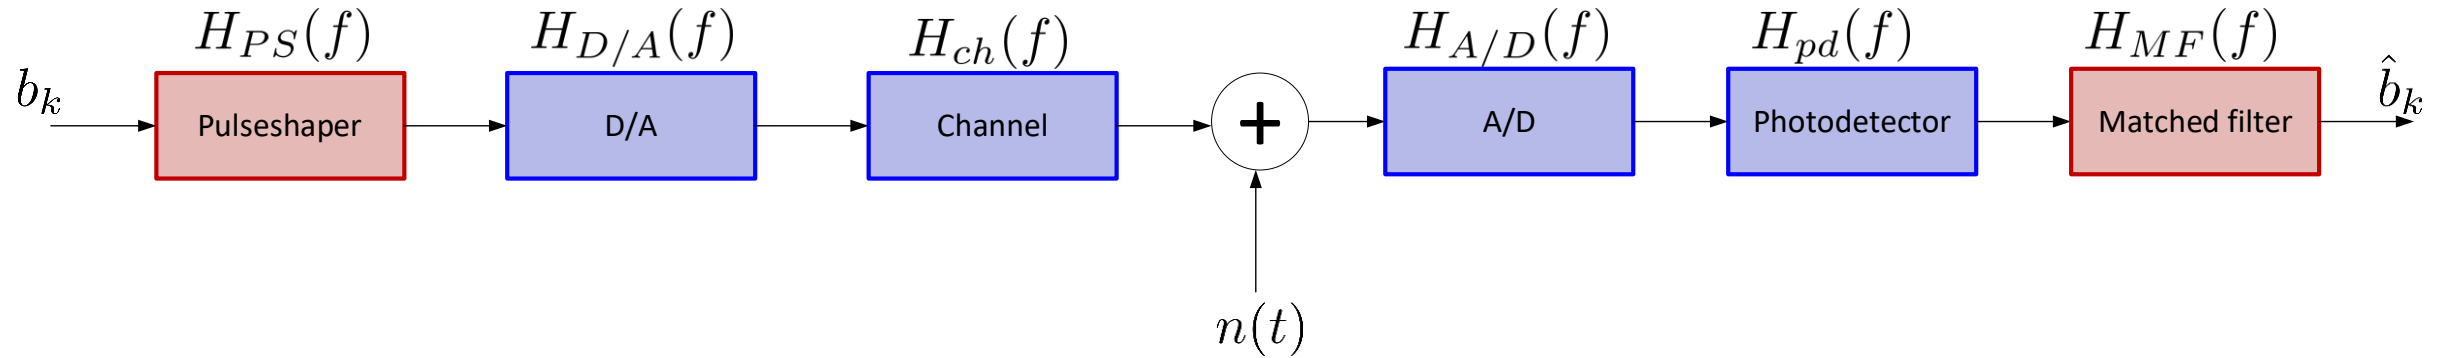 H_{PS}(f) H_{D/A}(f) H_{ch}(f) H_{A/D}(f) H_{pd}(f) H_{MF}(f)
b_k Pulseshaper D/A Channel + A/D Photodetector Matched filter \hat{b}_k
n(t)